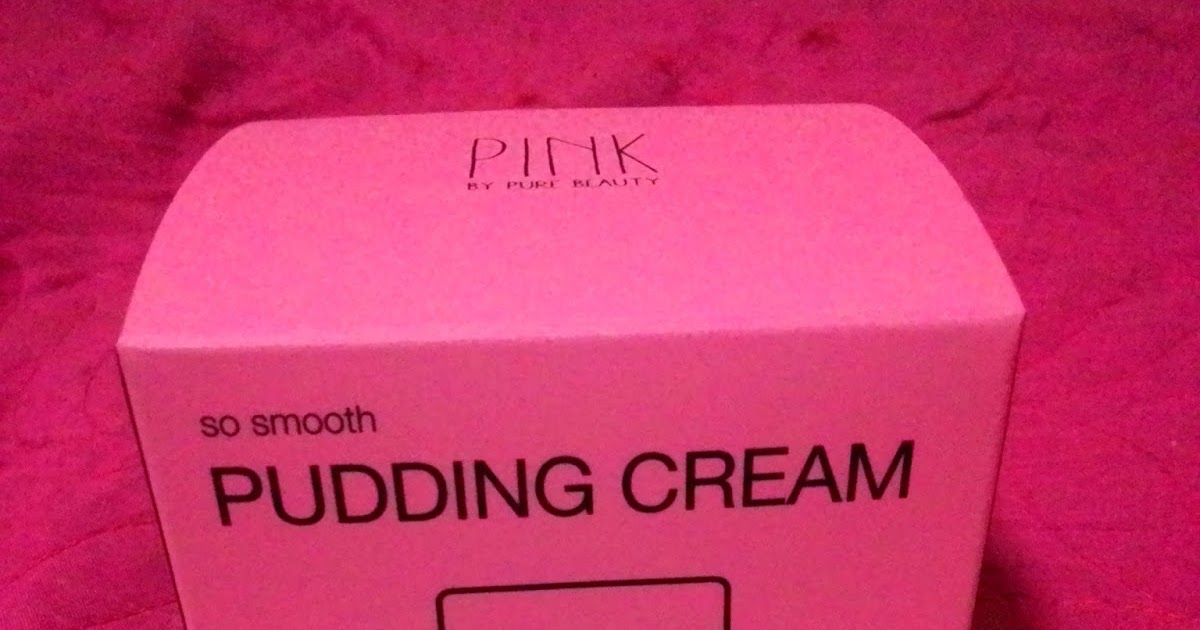 PINK
BY PURE BEAUTY
so smooth
PUDDING CREAM